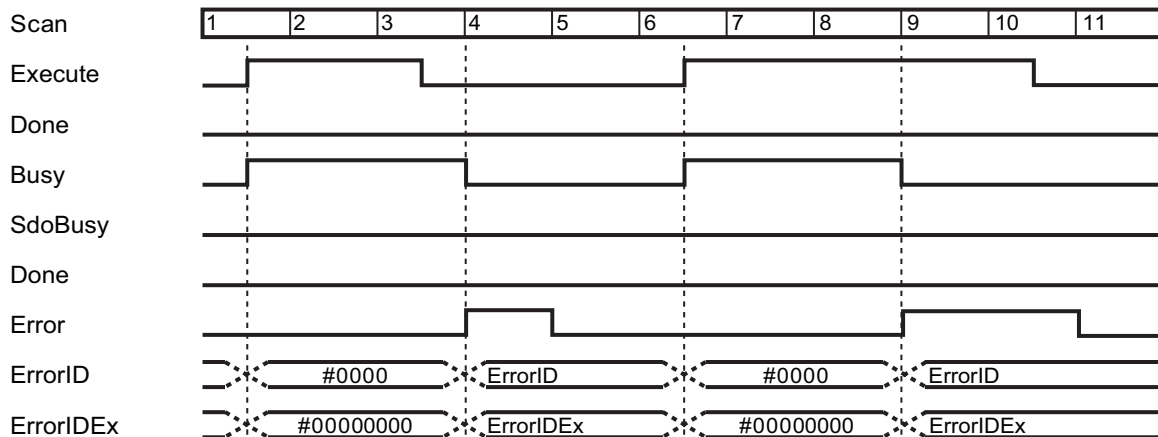 Scan 1 2 3 4 5 6 7 8 9 10 11
Execute
Done
Busy
SdoBusy
Done
Error
ErrorID #0000 ErrorID #0000 ErrorID
ErrorIDEx #00000000 ErrorIDEx #00000000 ErrorIDEx